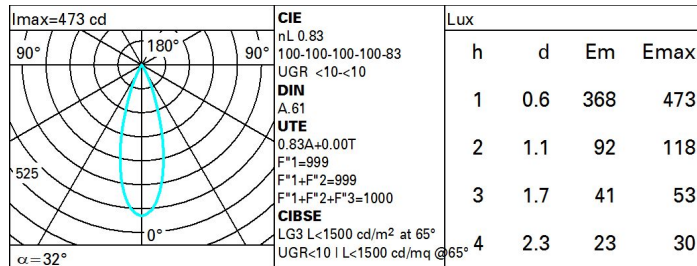 Imax=473 cd
90°
180°
90°
525
0°
α=32°
CIE
nL 0.83
100-100-100-100-83
UGR <10-<10
DIN
A.61
UTE
0.83A+0.00T
F"1=999
F"1+F"2=999
F"1+F"2+F"3=1000
CIBSE
LG3 L<1500 cd/m² at 65°
UGR<10 | L<1500 cd/mq @65°
Lux
h d Em Emax
1 0.6 368 473
2 1.1 92 118
3 1.7 41 53
4 2.3 23 30